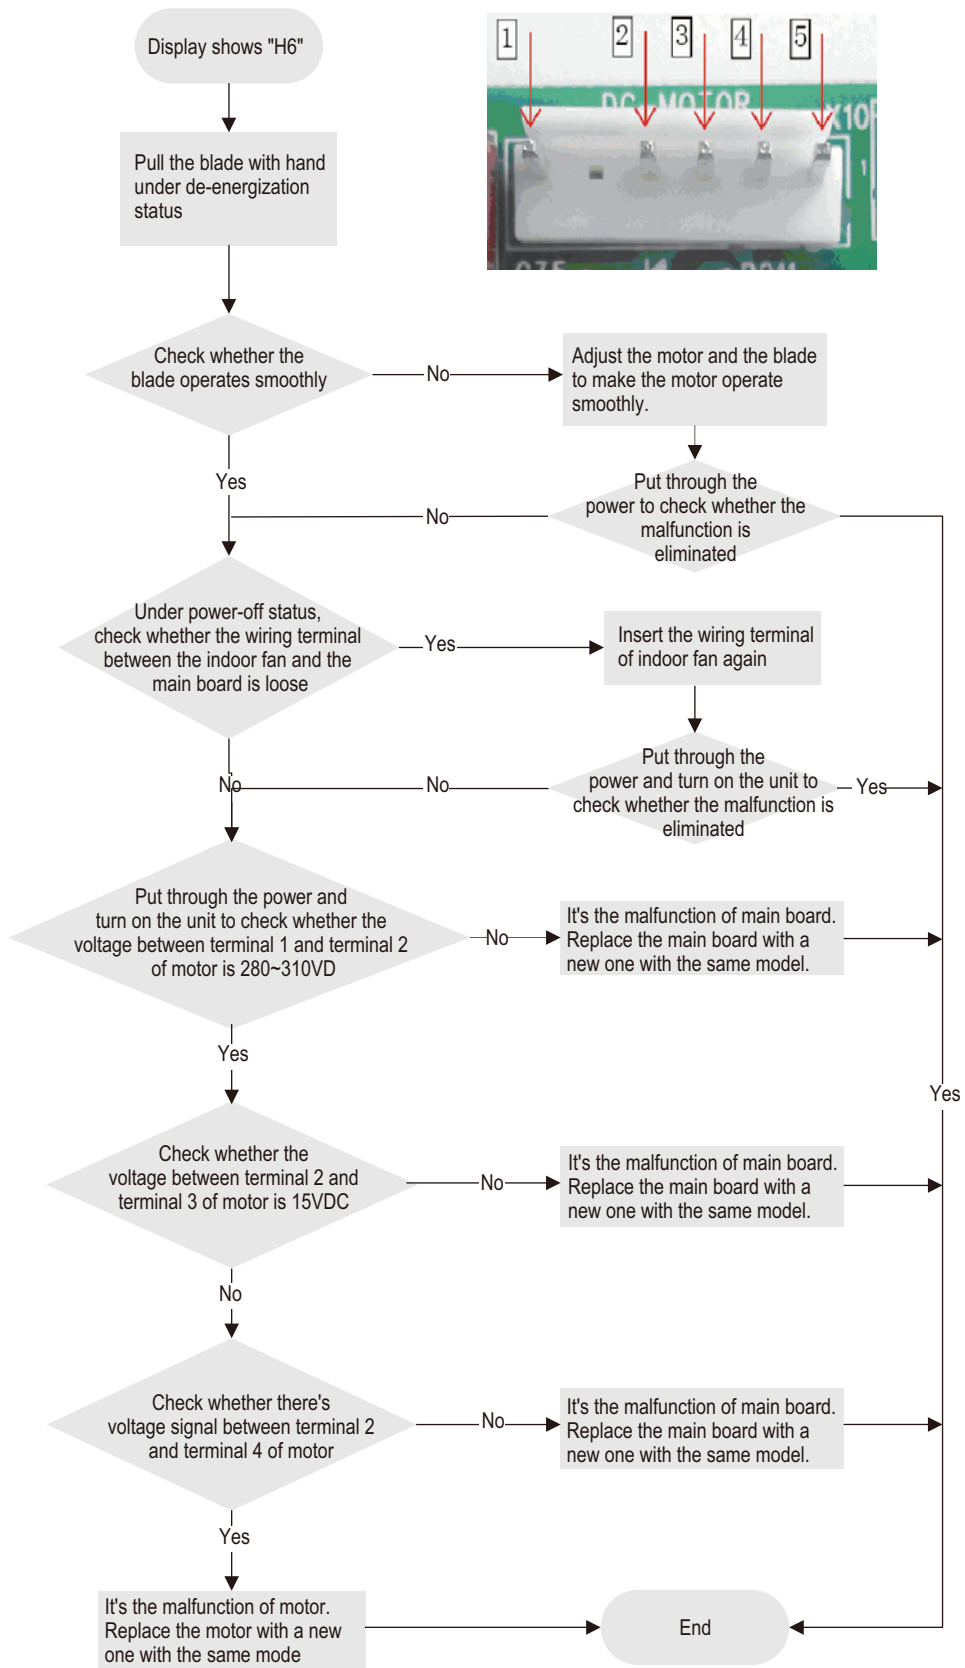 Display shows "H6"
1 2 3 4 5
DC MOTOR
X10
1
Pull the blade with hand
under de-energization
status
Check whether the
blade operates smoothly
No
Adjust the motor and the blade
to make the motor operate
smoothly.
Yes
Put through the
power to check whether the
malfunction is
eliminated
No
Under power-off status,
check whether the wiring terminal
between the indoor fan and the
main board is loose
Yes
Insert the wiring terminal
of indoor fan again
No
Put through the
power and turn on the unit to
check whether the malfunction is
eliminated
No
Yes
Put through the power and
turn on the unit to check whether the
voltage between terminal 1 and terminal 2
of motor is 280~310VD
No
It's the malfunction of main board.
Replace the main board with a
new one with the same model.
Yes
Yes
Check whether the
voltage between terminal 2 and
terminal 3 of motor is 15VDC
No
It's the malfunction of main board.
Replace the main board with a
new one with the same model.
No
Check whether there's
voltage signal between terminal 2
and terminal 4 of motor
No
It's the malfunction of main board.
Replace the main board with a
new one with the same model.
Yes
It's the malfunction of motor.
Replace the motor with a new
one with the same mode
End